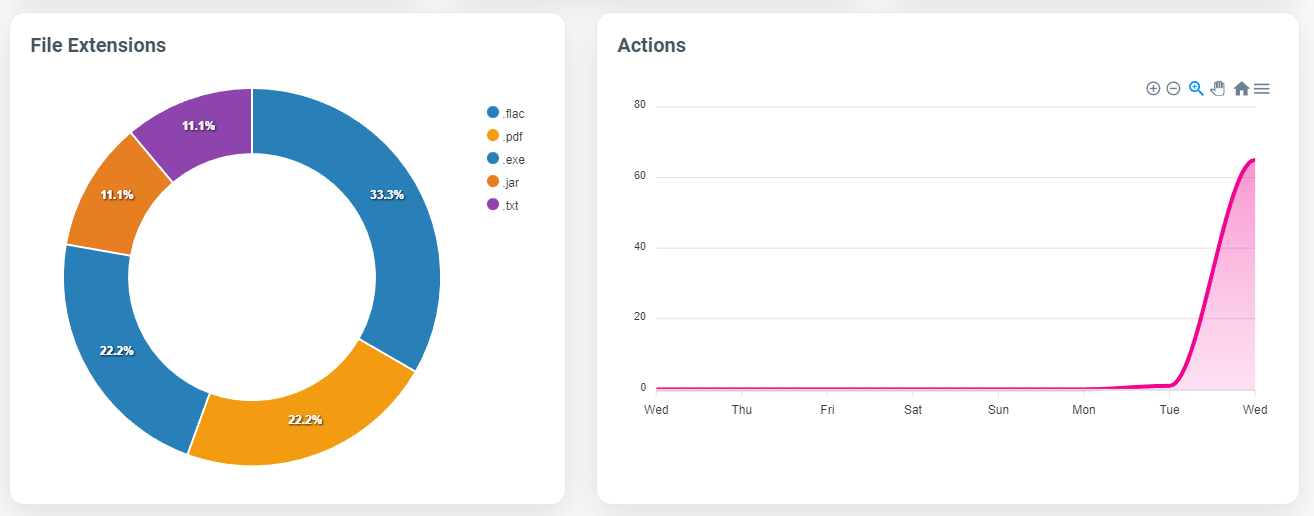 File Extensions
11.1%
33.3%
11.1%
22.2%
22.2%
.flac
.pdf
.exe
.jar
.txt
Actions
80
60
40
20
0
Wed Thu Fri Sat Sun Mon Tue Wed